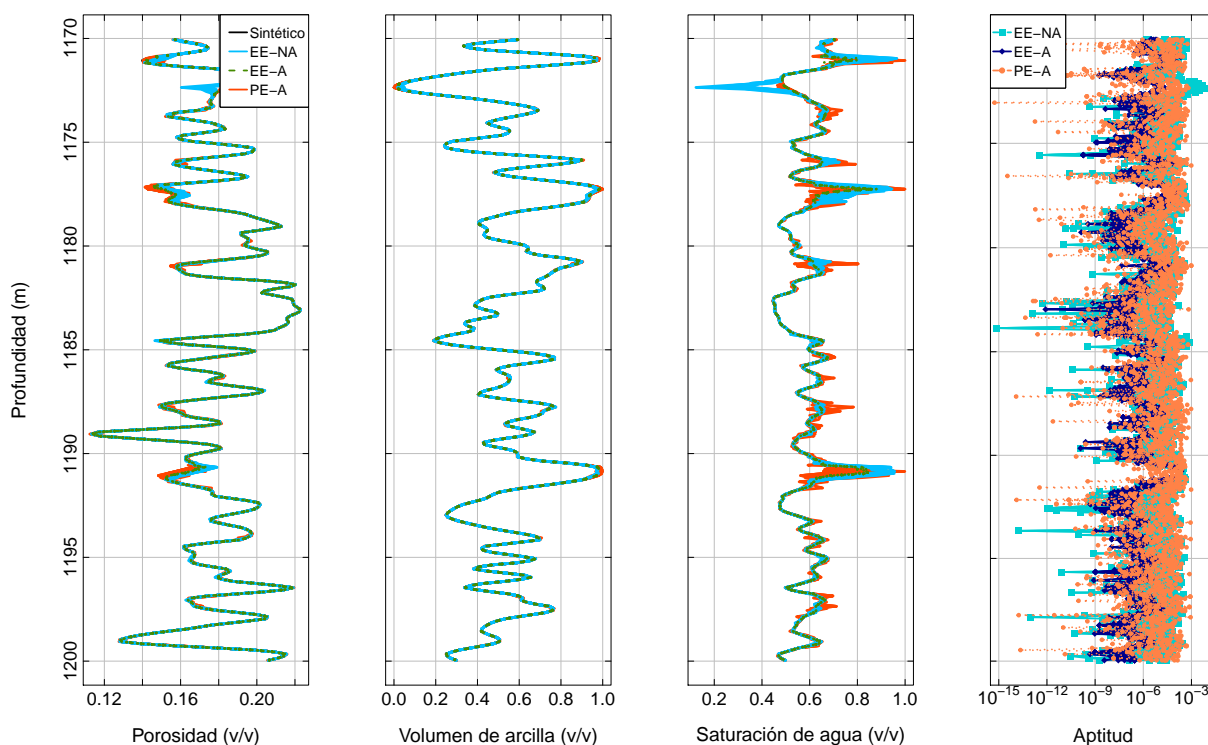 Sintético
EE−NA
EE−A
PE−A
EE−NA
EE−A
PE−A
Profundidad (m)
1170
1175
1180
1185
1190
1195
1200
0.12 0.16 0.20
0.0 0.2 0.4 0.6 0.8 1.0
0.2 0.4 0.6 0.8 1.0
10−15 10−12 10−9 10−6 10−3
Porosidad (v/v)
Volumen de arcilla (v/v)
Saturación de agua (v/v)
Aptitud